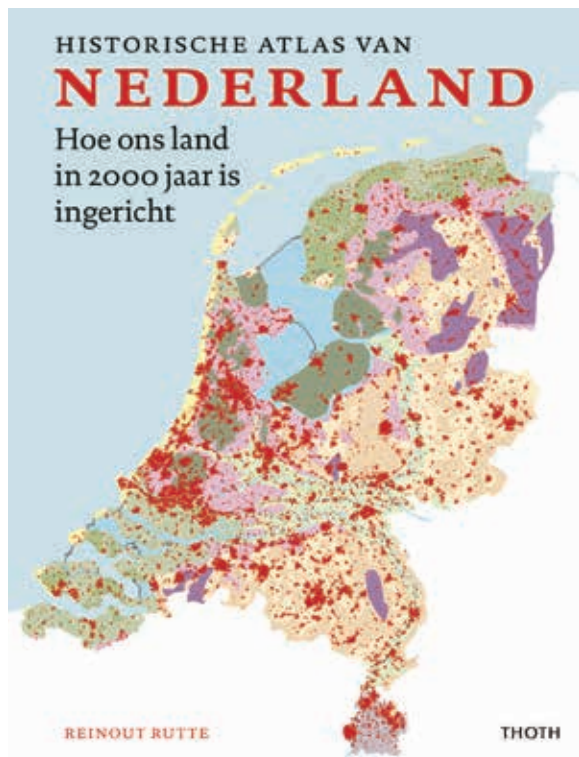 HISTORISCHE ATLAS VAN
NEDERLAND
Hoe ons land
in 2000 jaar is
ingericht
REINOUT RUTTE
THOTH